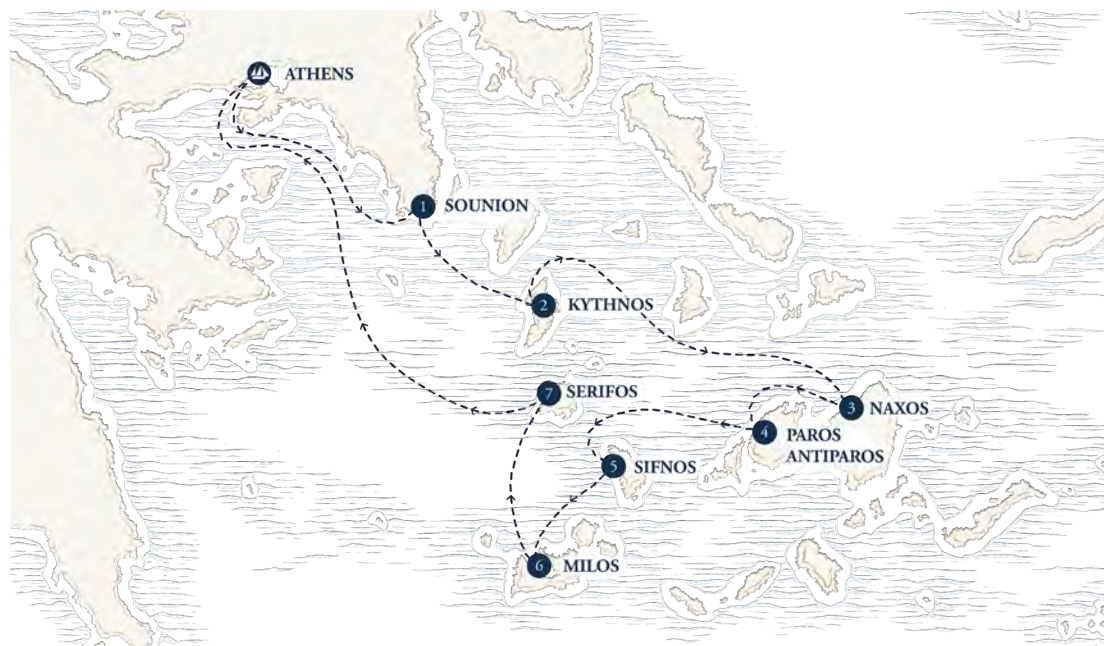 ATHENS
1 SOUNION
2 KYTHNOS
7 SERIFOS
3 NAXOS
4 PAROS
ANTIPAROS
5 SIFNOS
6 MILOS